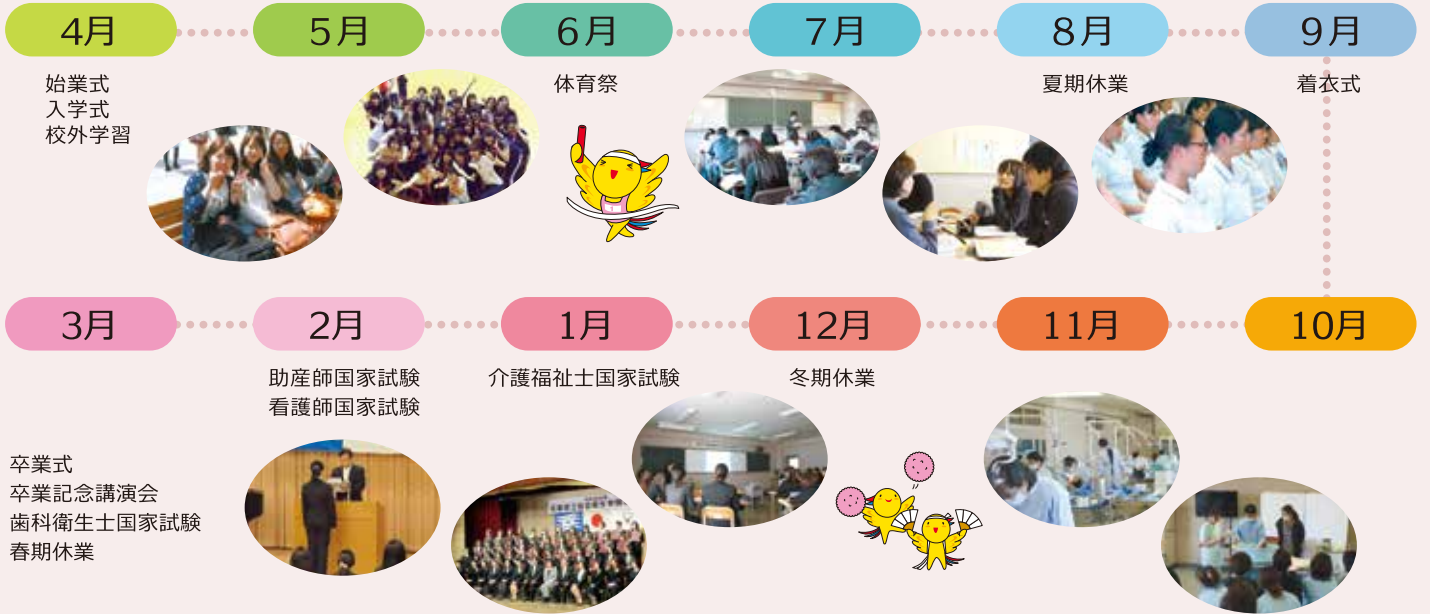 4月
始業式
入学式
校外学習
5月
6月
体育祭
7月
8月
夏期休業
9月
着衣式
10月
11月
12月
冬期休業
1月
介護福祉士国家試験
2月
助産師国家試験
看護師国家試験
3月
卒業式
卒業記念講演会
歯科衛生士国家試験
春期休業